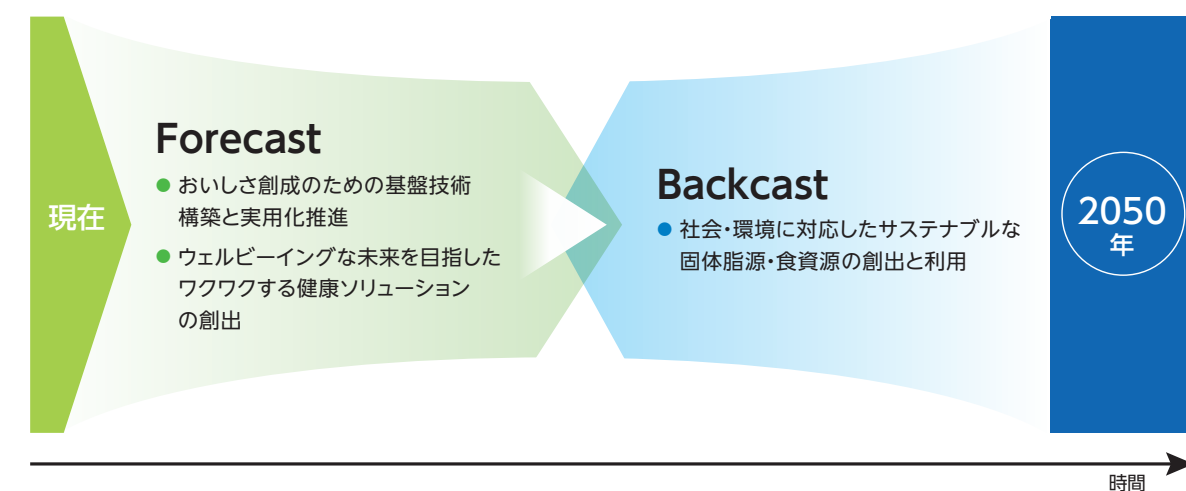 現在
Forecast
● おいしさ創成のための基盤技術
構築と実用化推進
● ウェルビーイングな未来を目指した
ワクワクする健康ソリューション
の創出
Backcast
● 社会・環境に対応したサステナブルな
固体脂源・食資源の創出と利用
2050
年
時間